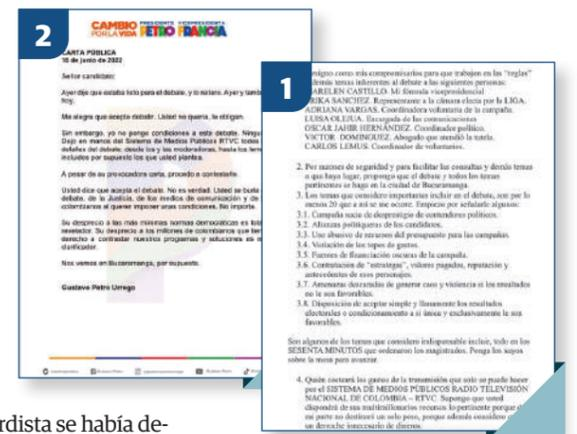 2
CAMBIO
POR LA VIDA
PRESIDENTE
PETRO
VICEPRESIDENTA
FRANCIA
CARTA PÚBLICA
16 de junio de 2022
Señor candidato:
Ayer dije que estaba listo para el debate, y lo reitero. Ayer y
hoy.
Me alegra que acepte debatir. Usted no quería, le obligan.
Sin embargo, yo no pongo condiciones a este debate.
Dejo en manos del Sistema de Medios Públicos RTVC todos
detalles del debate, desde los y las moderadoras, hasta los
incluidos por supuesto los que usted plantea.
A pesar de su provocadora carta, procedo a contestarle.
Usted dice que acepta el debate. No es verdad. Usted se burla
debate, de la Justicia, de los medios de comunicación y de
colombianos al querer imponer unas condiciones. No importa.
Su desprecio a las más mínimas normas democráticas es
revelador. Su desprecio a los millones de colombianos que
derecho a contrastar nuestros programas y soluciones es
clarificador.
Nos vemos en Bucaramanga, por supuesto.
Gustavo Petro Urrego
1
como mis compromisarios para que trabajen en las "reglas"
demás temas inherentes al debate a las siguientes personas:
MARELEN CASTILLO. Mi fórmula vicepresidencial
ERIKA SANCHEZ. Representante a la cámara electa por la LIGA.
ADRIANA VARGAS. Coordinadora voluntaria de la campaña.
LUISA OLEJUA. Encargada de las comunicaciones
OSCAR JAHIR HERNÁNDEZ. Coordinador político.
VICTOR DOMINGUEZ. Abogado que atendió la tutela.
CARLOS LEMUS. Coordinador de voluntarios.
2. Por razones de seguridad y para facilitar las consultas y demás temas
a que haya lugar, propongo que el debate y todos los temas
pertinentes se haga en la ciudad de Bucaramanga.
3. Los temas que considero importantes incluir en el debate, son por lo
menos 20 que a mí se me ocurre. Empiezo por señalarle algunos:
3.1. Campaña sucia de desprestigio de contendores políticos.
3.2. Alianzas politiqueras de los candidatos.
3.3. Uso abusivo de recursos del presupuesto para las campañas.
3.4. Violación de los topes de gastos.
3.5. Fuentes de financiación oscuras de la campaña.
3.6. Contratación de "estrategas", valores pagados, reputación y
antecedentes de esos personajes.
3.7. Amenazas descaradas de generar caos y violencia si los resultados
no le son favorables.
3.8. Disposición de aceptar simple y llanamente los resultados
electorales o condicionamiento a si única y exclusivamente le son
favorables.
Son algunos de los temas que considero indispensable incluir, todo en los
SESENTA MINUTOS que ordenaron los magistrados. Ponga los suyos
sobre la mesa para avanzar.
4. Quién costeará los gastos de la transmisión que solo se puede hacer
por el SISTEMA DE MEDIOS PÚBLICOS RADIO TELEVISIÓN
NACIONAL DE COLOMBIA – RTVC. Supongo que usted
dispondrá de sus multimillonarios recursos lo pertinente porque
mi parte no destinaré un solo peso, porque además considero
un derroche innecesario de dineros.
rdista se había de-